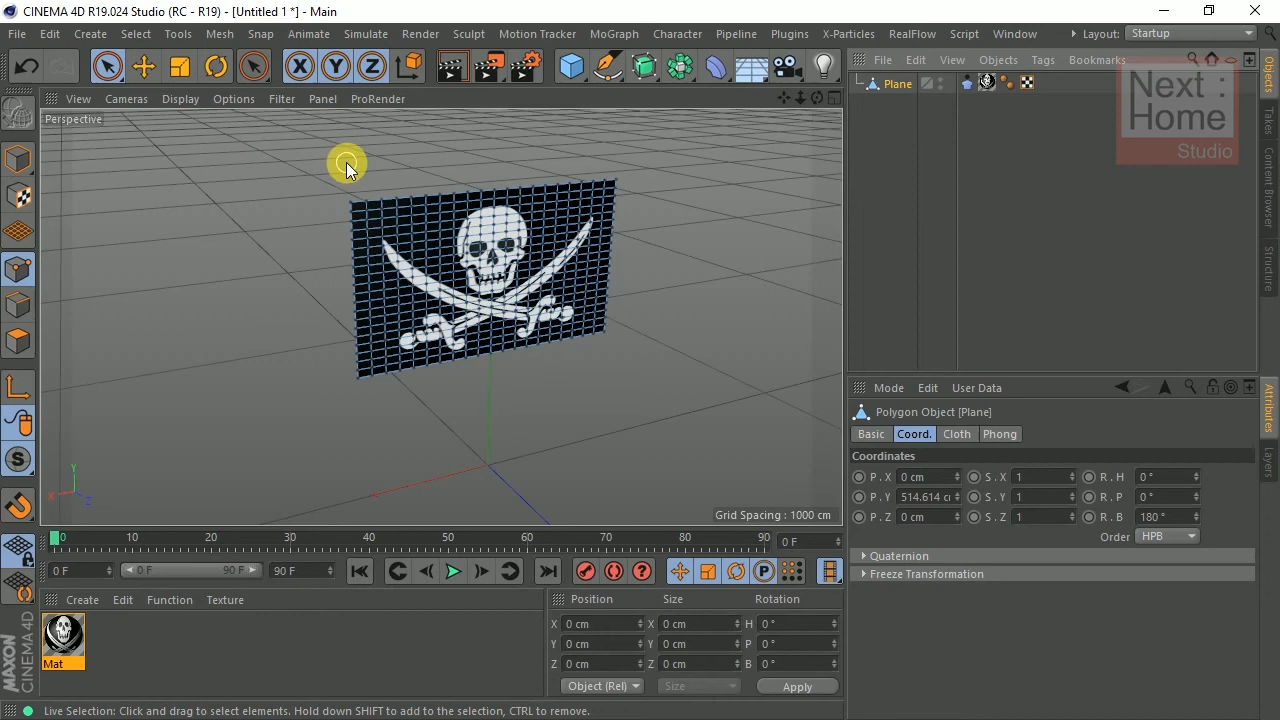 CINEMA 4D R19.024 Studio (RC - R19) - [Untitled 1 *] - Main
File Edit Create Select Tools Mesh Snap Animate Simulate Render Sculpt Motion Tracker MoGraph Character Pipeline Plugins X-Particles RealFlow Script Window Layout: Startup
X Y Z
View Cameras Display Options Filter Panel ProRender
File Edit View Objects Tags Bookmarks
Perspective
Plane
Next :
Home
Studio
Objects
Takes
Content Browser
Structure
Y
X
Z
Grid Spacing : 1000 cm
Mode Edit User Data
Polygon Object [Plane]
Basic Coord. Cloth Phong
Coordinates
P . X 0 cm S . X 1 R . H 0 °
P . Y 514.614 S . Y 1 R . P 0 °
P . Z 0 cm S . Z 1 R . B 180 °
Order HPB
Quaternion
Freeze Transformation
Attributes
Layers
S
0 10 20 30 40 50 60 70 80 90 0 F
0 F 0 F 90 F 90 F
P
Create Edit Function Texture
Mat
Position Size Rotation
X 0 cm X 0 cm H 0 °
Y 0 cm Y 0 cm P 0 °
Z 0 cm Z 0 cm B 0 °
Object (Rel) Size Apply
MAXON
CINEMA 4D
Live Selection: Click and drag to select elements. Hold down SHIFT to add to the selection, CTRL to remove.